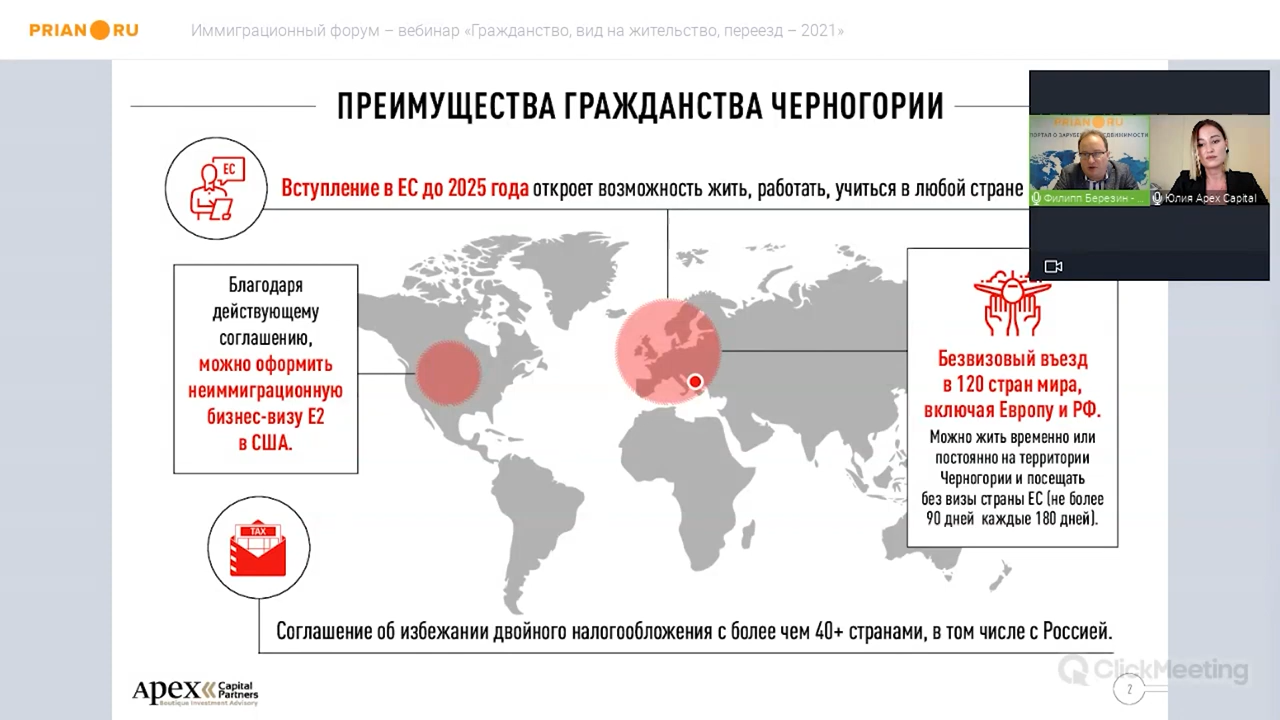 PRIAN RU
Иммиграционный форум – вебинар «Гражданство, вид на жительство, переезд – 2021»
ПРЕИМУЩЕСТВА ГРАЖДАНСТВА ЧЕРНОГОРИИ
PRIAN RU
Филипп Березин - ...
Юлия Apex Capital
ЕС
Вступление в ЕС до 2025 года откроет возможность жить, работать, учиться в любой стране
Благодаря
действующему
соглашению,
можно оформить
неиммиграционную
бизнес-визу Е2
в США.
Безвизовый въезд
в 120 стран мира,
включая Европу и РФ.
Можно жить временно или
постоянно на территории
Черногории и посещать
без визы страны ЕС (не более
90 дней каждые 180 дней).
TAX
Соглашение об избежании двойного налогообложения с более чем 40+ странами, в том числе с Россией.
APEX Capital
Partners
Boutique Investment Advisory
ClickMeeting
2